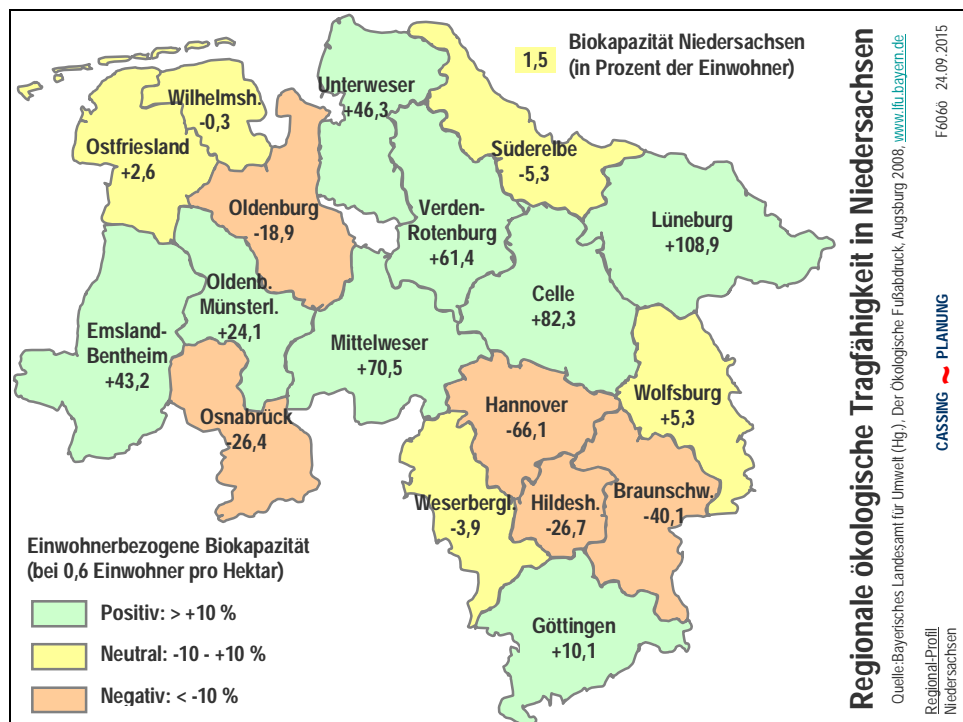 1,5
Biokapazität Niedersachsen
(in Prozent der Einwohner)
Unterweser
+46,3
Wilhelmsh.
-0,3
Ostfriesland
+2,6
Süderelbe
-5,3
Oldenburg
-18,9
Verden-
Rotenburg
+61,4
Lüneburg
+108,9
Oldenb.
Münsterl.
+24,1
Celle
+82,3
Emsland-
Bentheim
+43,2
Mittelweser
+70,5
Osnabrück
-26,4
Hannover
-66,1
Wolfsburg
+5,3
Weserbergl.
-3,9
Hildesh.
-26,7
Braunschw.
-40,1
Göttingen
+10,1
Einwohnerbezogene Biokapazität
(bei 0,6 Einwohner pro Hektar)
Positiv: > +10 %
Neutral: -10 - +10 %
Negativ: < -10 %
Regionale ökologische Tragfähigkeit in Niedersachsen
Quelle:Bayerisches Landesamt für Umwelt (Hg.), Der Ökologische Fußabdruck, Augsburg 2008, www.lfu.bayern.de
CASSING ~ PLANUNG
F606ö 24.09.2015
Regional-Profil
Niedersachsen